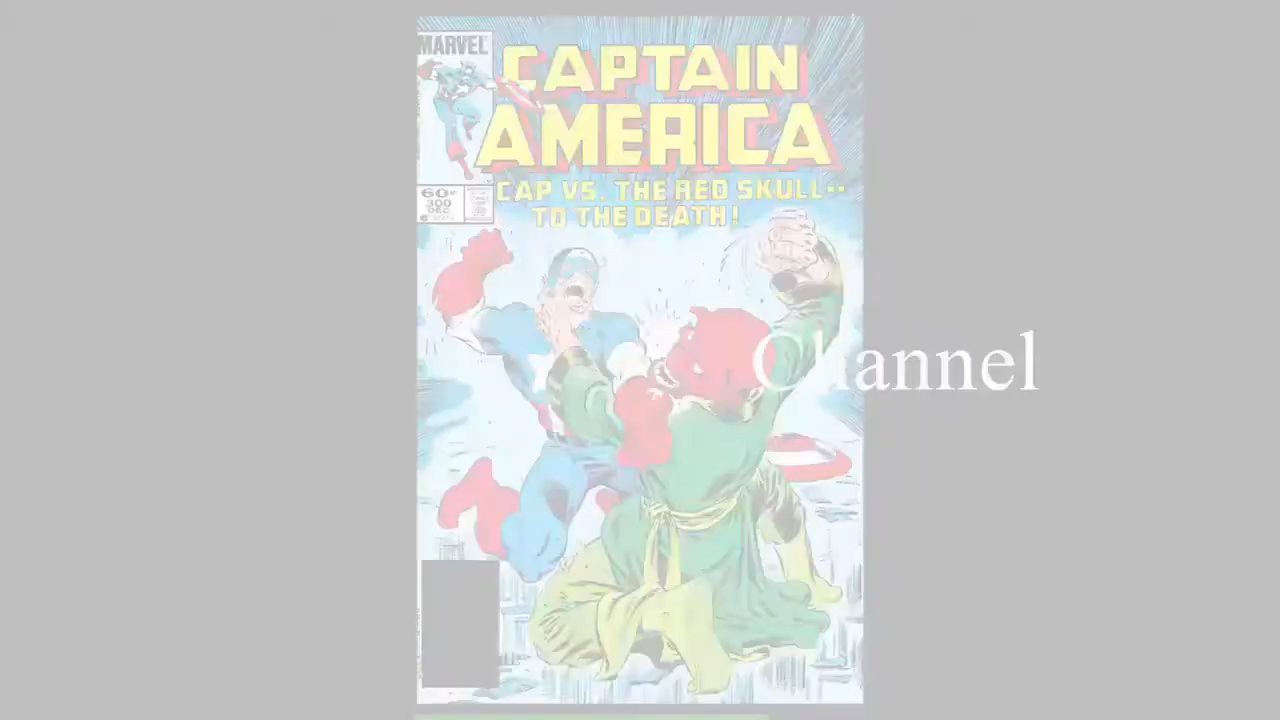 MARVEL
CAPTAIN
AMERICA
60¢
300
DEC
CAP VS. THE RED SKULL--
TO THE DEATH!
Channel